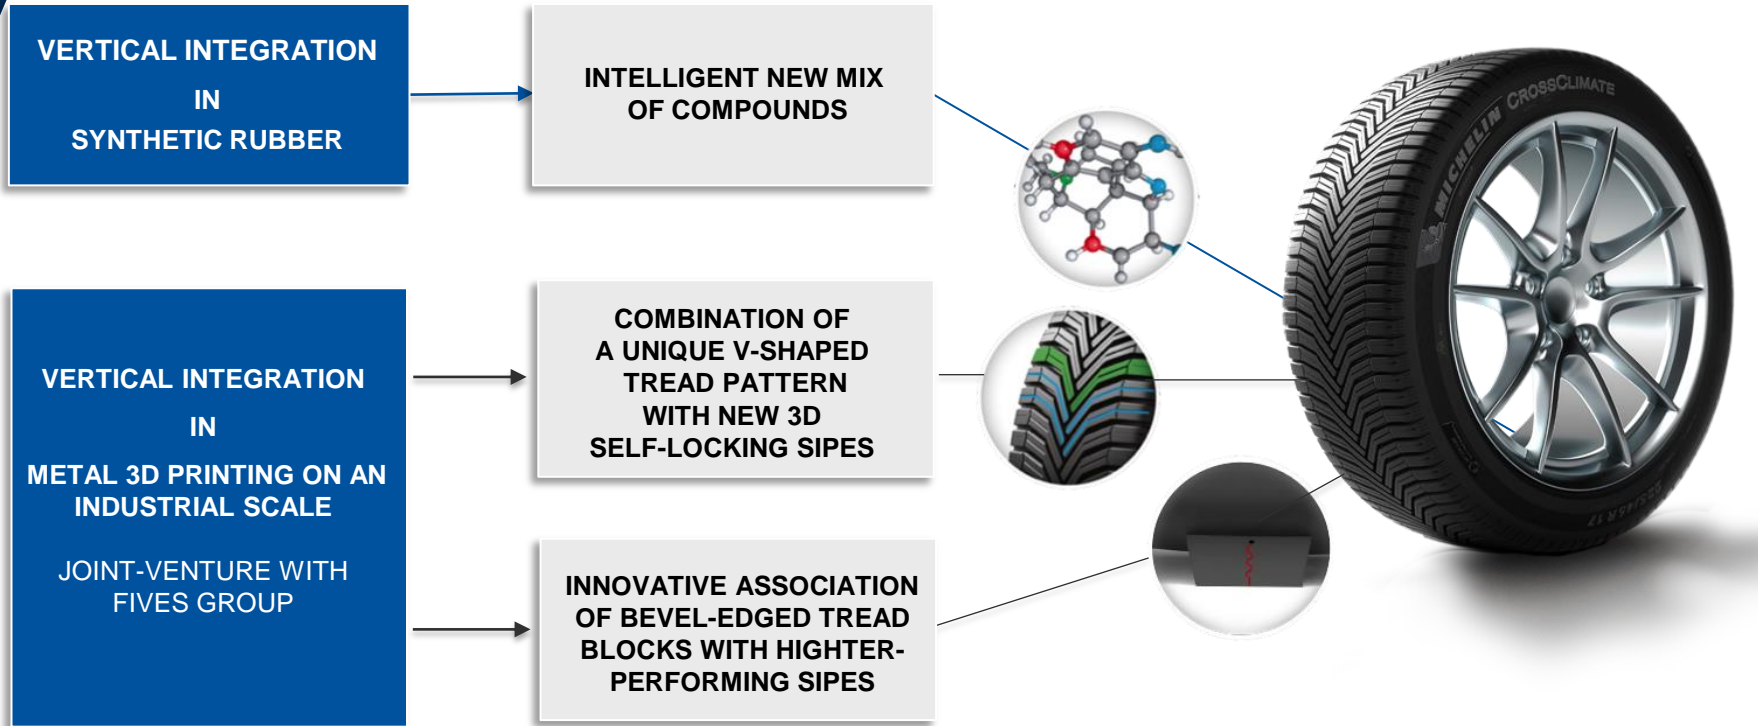 VERTICAL INTEGRATION
IN
SYNTHETIC RUBBER
INTELLIGENT NEW MIX
OF COMPOUNDS
MICHELIN CROSSCLIMATE
VERTICAL INTEGRATION
IN
METAL 3D PRINTING ON AN
INDUSTRIAL SCALE
JOINT-VENTURE WITH
FIVES GROUP
COMBINATION OF
A UNIQUE V-SHAPED
TREAD PATTERN
WITH NEW 3D
SELF-LOCKING SIPES
INNOVATIVE ASSOCIATION
OF BEVEL-EDGED TREAD
BLOCKS WITH HIGHTER-
PERFORMING SIPES